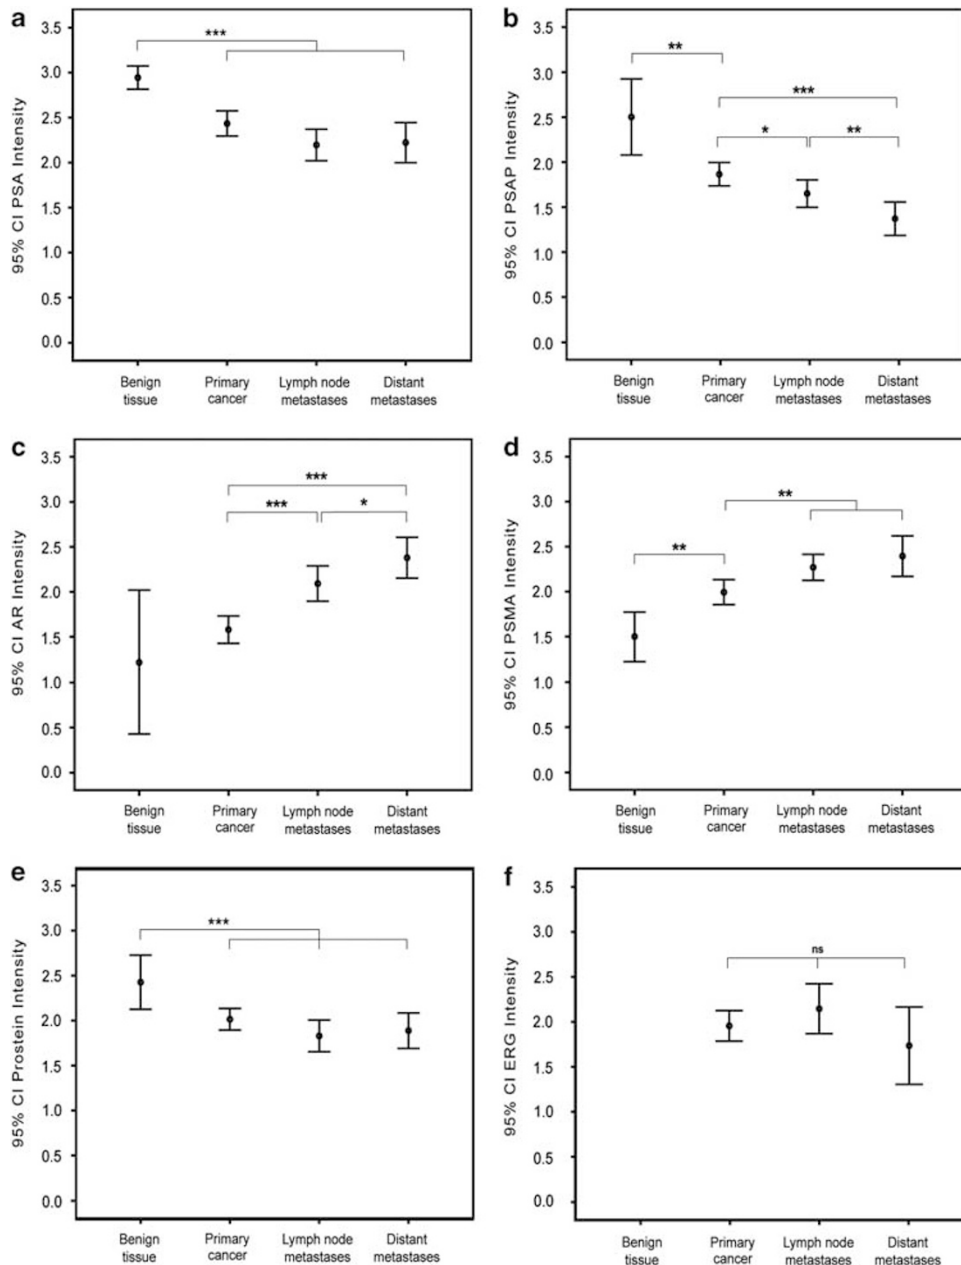 a
***
3.5
3.0
2.5
2.0
1.5
1.0
0.5
0.0
95% CI PSA Intensity
Benign tissue
Primary cancer
Lymph node metastases
Distant metastases
b
**
***
*
**
3.5
3.0
2.5
2.0
1.5
1.0
0.5
0.0
95% CI PSAP Intensity
Benign tissue
Primary cancer
Lymph node metastases
Distant metastases
c
***
***
*
3.5
3.0
2.5
2.0
1.5
1.0
0.5
0.0
95% CI AR Intensity
Benign tissue
Primary cancer
Lymph node metastases
Distant metastases
d
**
**
3.5
3.0
2.5
2.0
1.5
1.0
0.5
0.0
95% CI PSMA Intensity
Benign tissue
Primary cancer
Lymph node metastases
Distant metastases
e
***
3.5
3.0
2.5
2.0
1.5
1.0
0.5
0.0
95% CI Prostein Intensity
Benign tissue
Primary cancer
Lymph node metastases
Distant metastases
f
ns
3.5
3.0
2.5
2.0
1.5
1.0
0.5
0.0
95% CI ERG Intensity
Benign tissue
Primary cancer
Lymph node metastases
Distant metastases